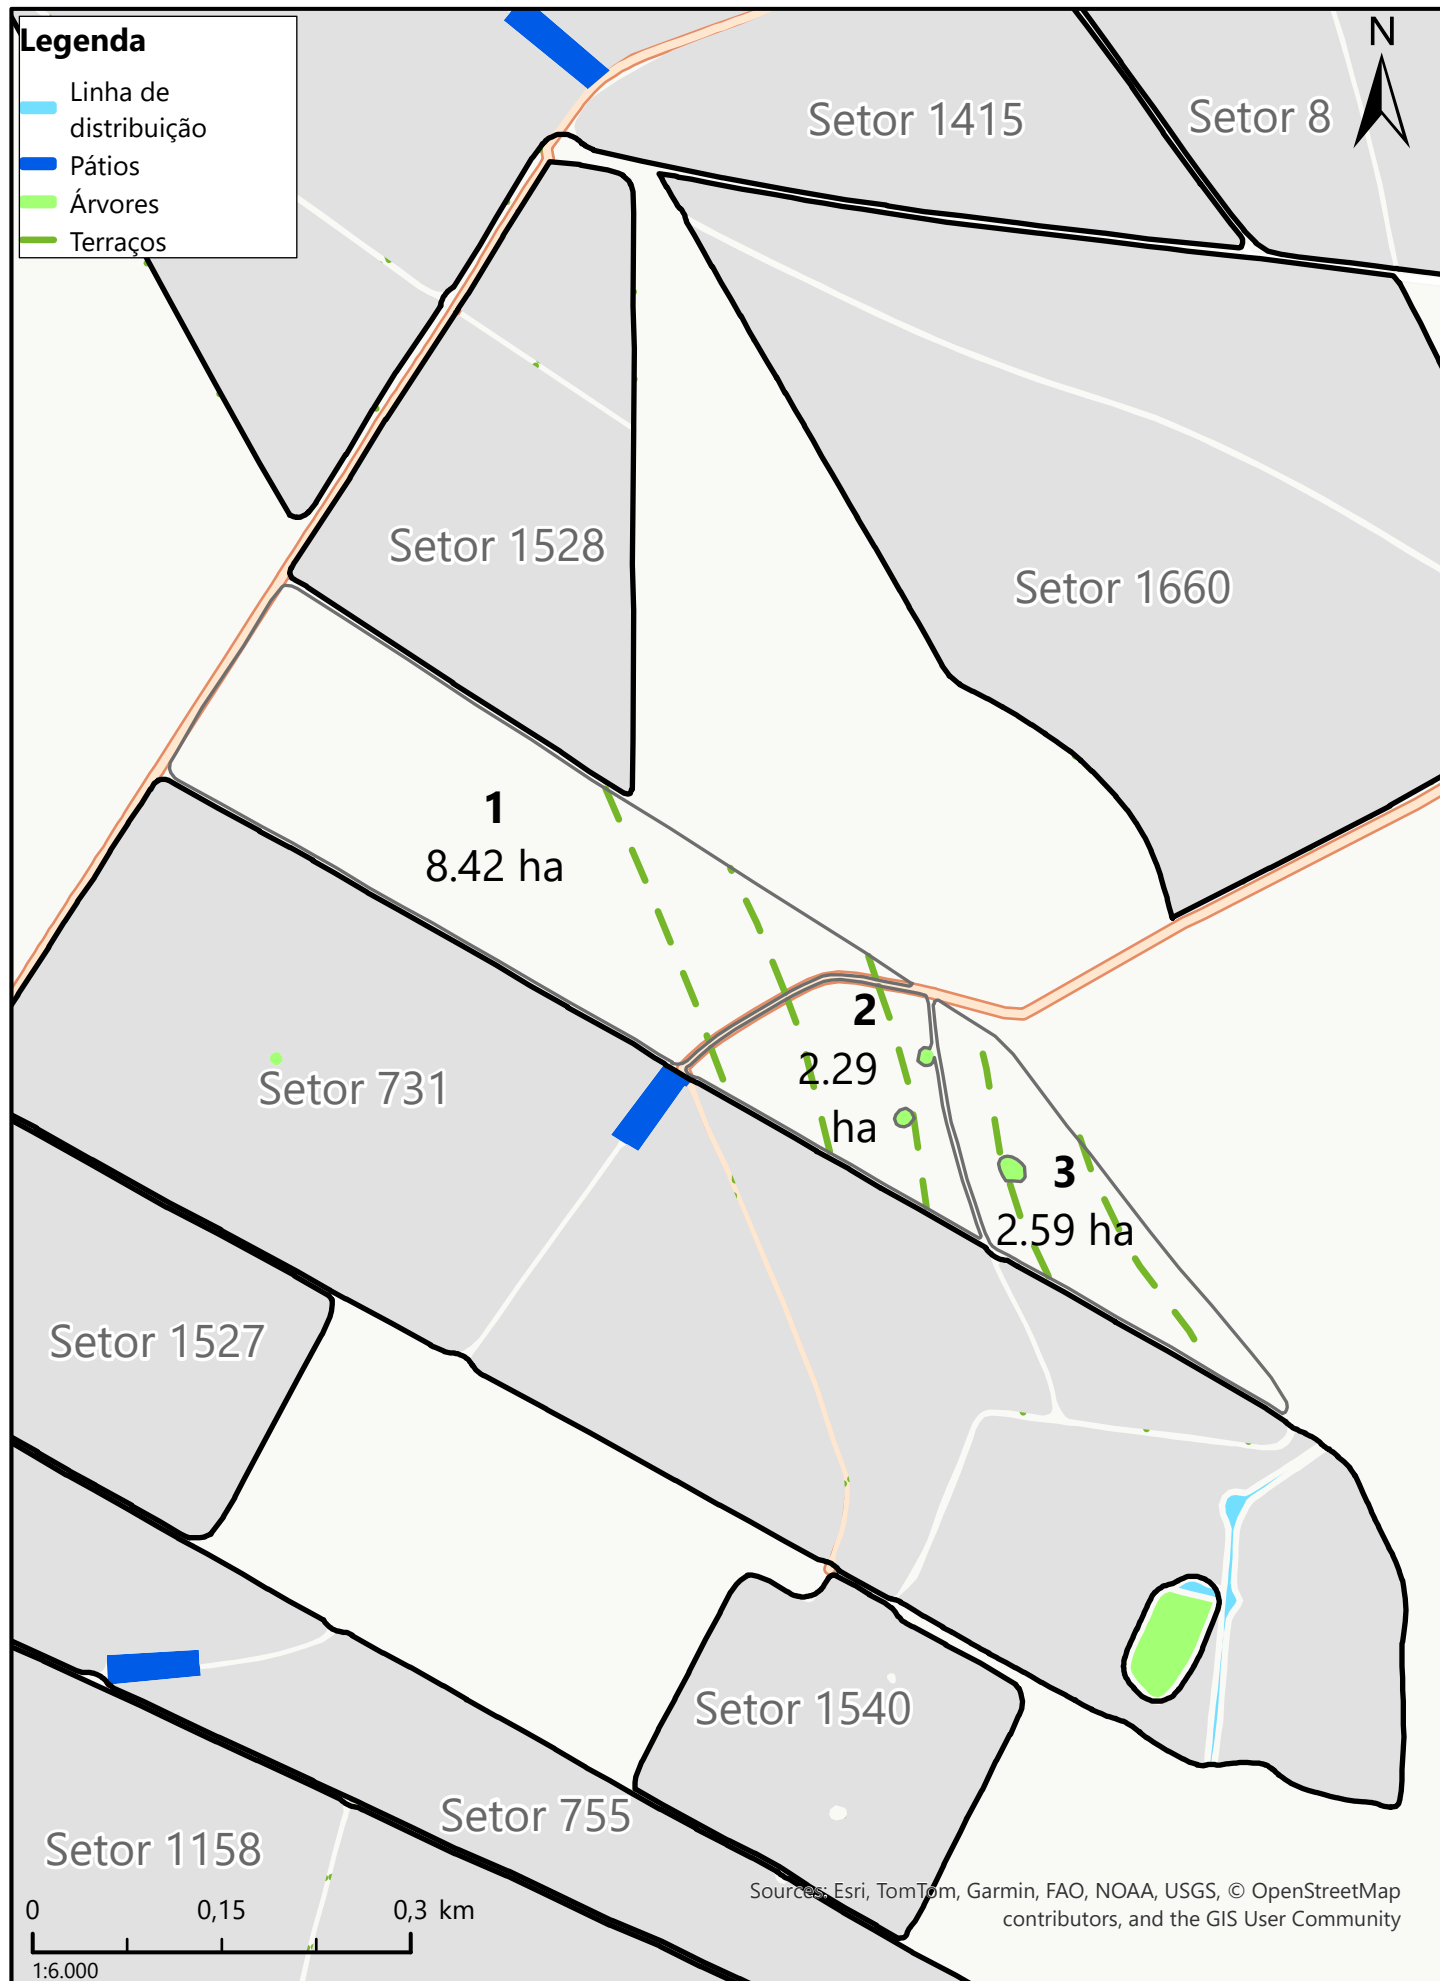 Legenda
Linha de
distribuição
Pátios
Árvores
Terraços
N
Setor 1415
Setor 8
Setor 1528
Setor 1660
1
8.42 ha
2
2.29
ha
3
2.59 ha
Setor 731
Setor 1527
Setor 1540
Setor 755
Setor 1158
Sources: Esri, TomTom, Garmin, FAO, NOAA, USGS, © OpenStreetMap
contributors, and the GIS User Community
0 0,15 0,3 km
1:6.000